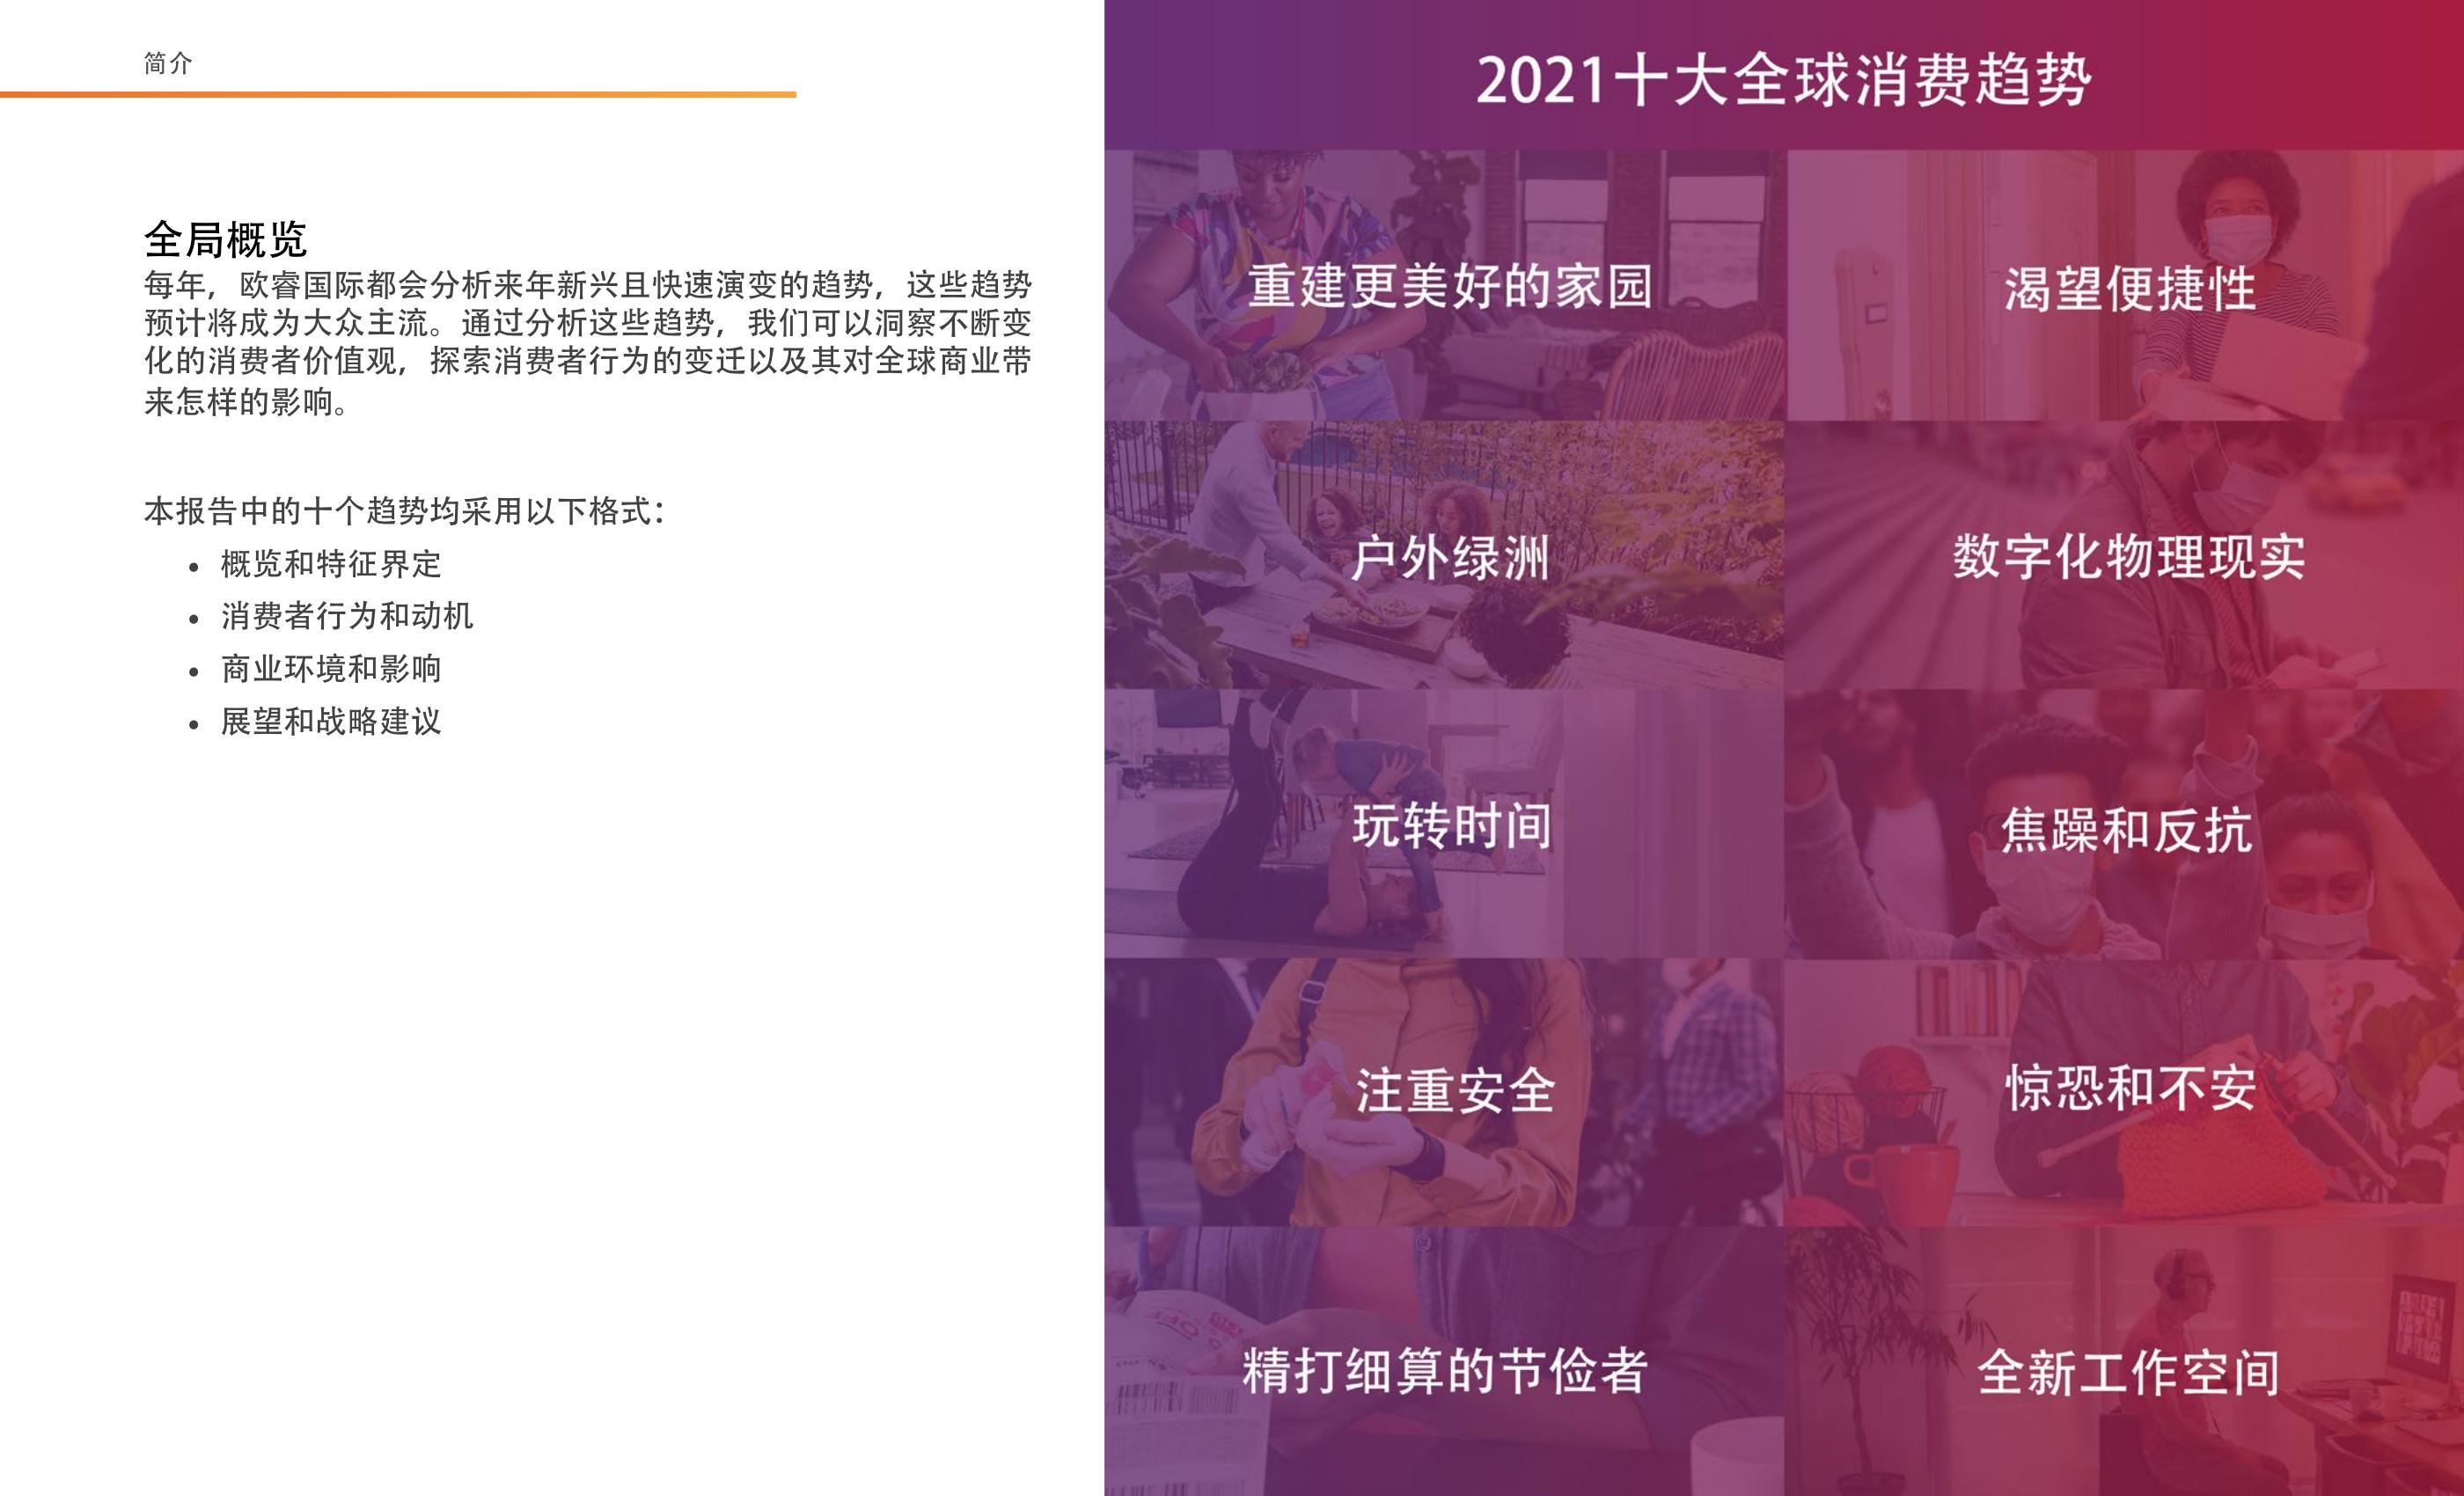 简介
全局概览
每年，欧睿国际都会分析来年新兴且快速演变的趋势，这些趋势
预计将成为大众主流。通过分析这些趋势，我们可以洞察不断变
化的消费者价值观，探索消费者行为的变迁以及其对全球商业带
来怎样的影响。
本报告中的十个趋势均采用以下格式：
• 概览和特征界定
• 消费者行为和动机
• 商业环境和影响
• 展望和战略建议
2021十大全球消费趋势
重建更美好的家园
渴望便捷性
户外绿洲
数字化物理现实
玩转时间
焦躁和反抗
注重安全
惊恐和不安
精打细算的节俭者
全新工作空间